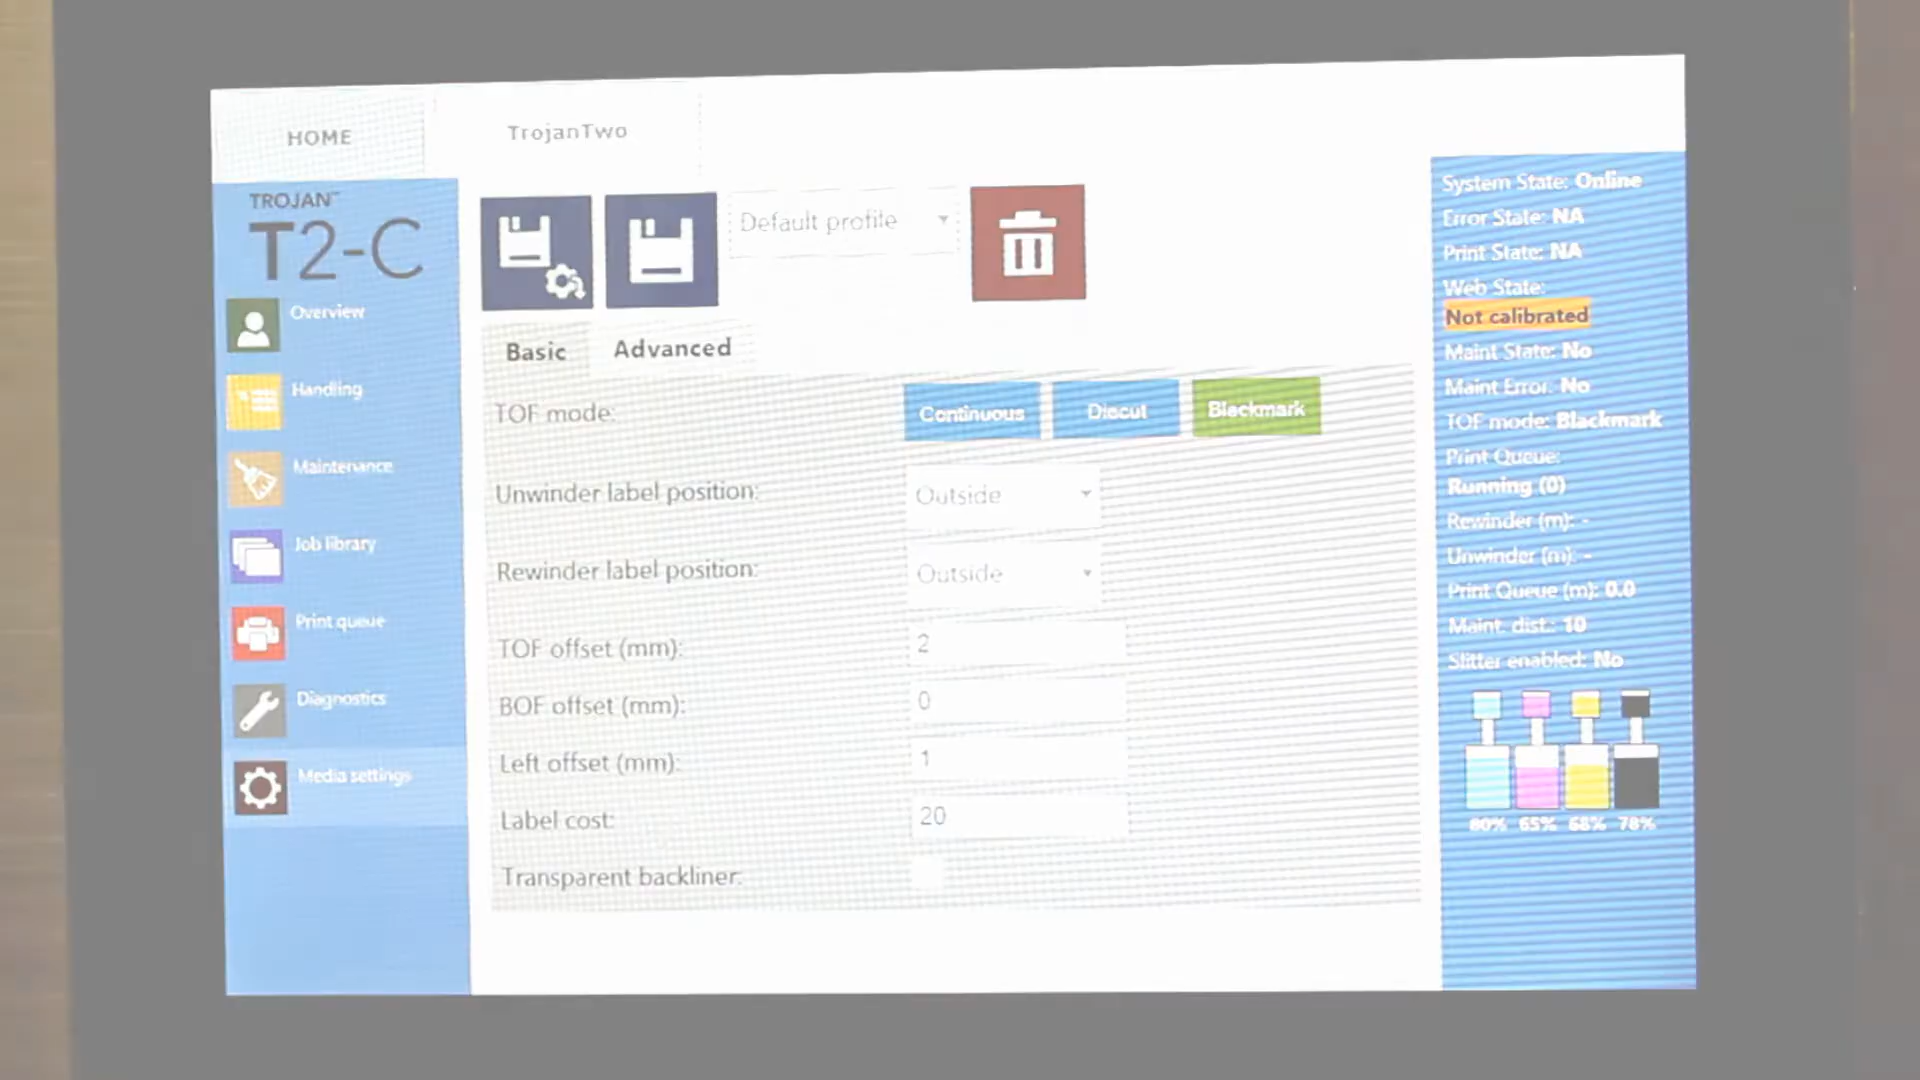 HOME
TrojanTwo
TROJAN™
T2-C
Overview
Handling
Maintenance
Job library
Print queue
Diagnostics
Media settings
Default profile
Basic
Advanced
TOF mode:
Continuous
Diecut
Blackmark
Unwinder label position:
Outside
Rewinder label position:
Outside
TOF offset (mm):
2
BOF offset (mm):
0
Left offset (mm):
1
Label cost:
20
Transparent backliner:
System State: Online
Error State: NA
Print State: NA
Web State:
Not calibrated
Maint State: No
Maint Error: No
TOF mode: Blackmark
Print Queue:
Running (0)
Rewinder (m): -
Unwinder (m): -
Print Queue (m): 0.0
Maint. dist.: 10
Slitter enabled: No
80% 65% 68% 78%